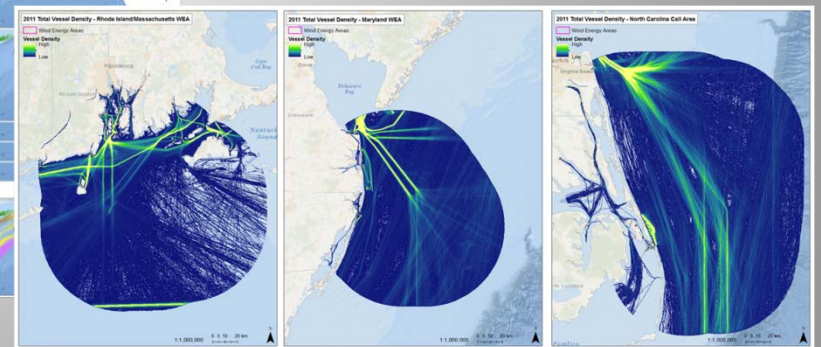 2011 Total Vessel Density - Rhode Island/Massachusetts WEA
Wind Energy Areas
Vessel Density
High
Low
Providence
Cape
Cod Bay
Nantucket
Sound
1:1,000,000
0 5 10 20 km
2011 Total Vessel Density - Maryland WEA
Wind Energy Areas
Vessel Density
High
Low
Delaware
Bay
1:1,000,000
0 5 10 20 km
2011 Total Vessel Density - North Carolina Call Area
Wind Energy Areas
Vessel Density
High
Low
Virginia Beach
Pamlico
1:1,000,000
0 5 10 20 km